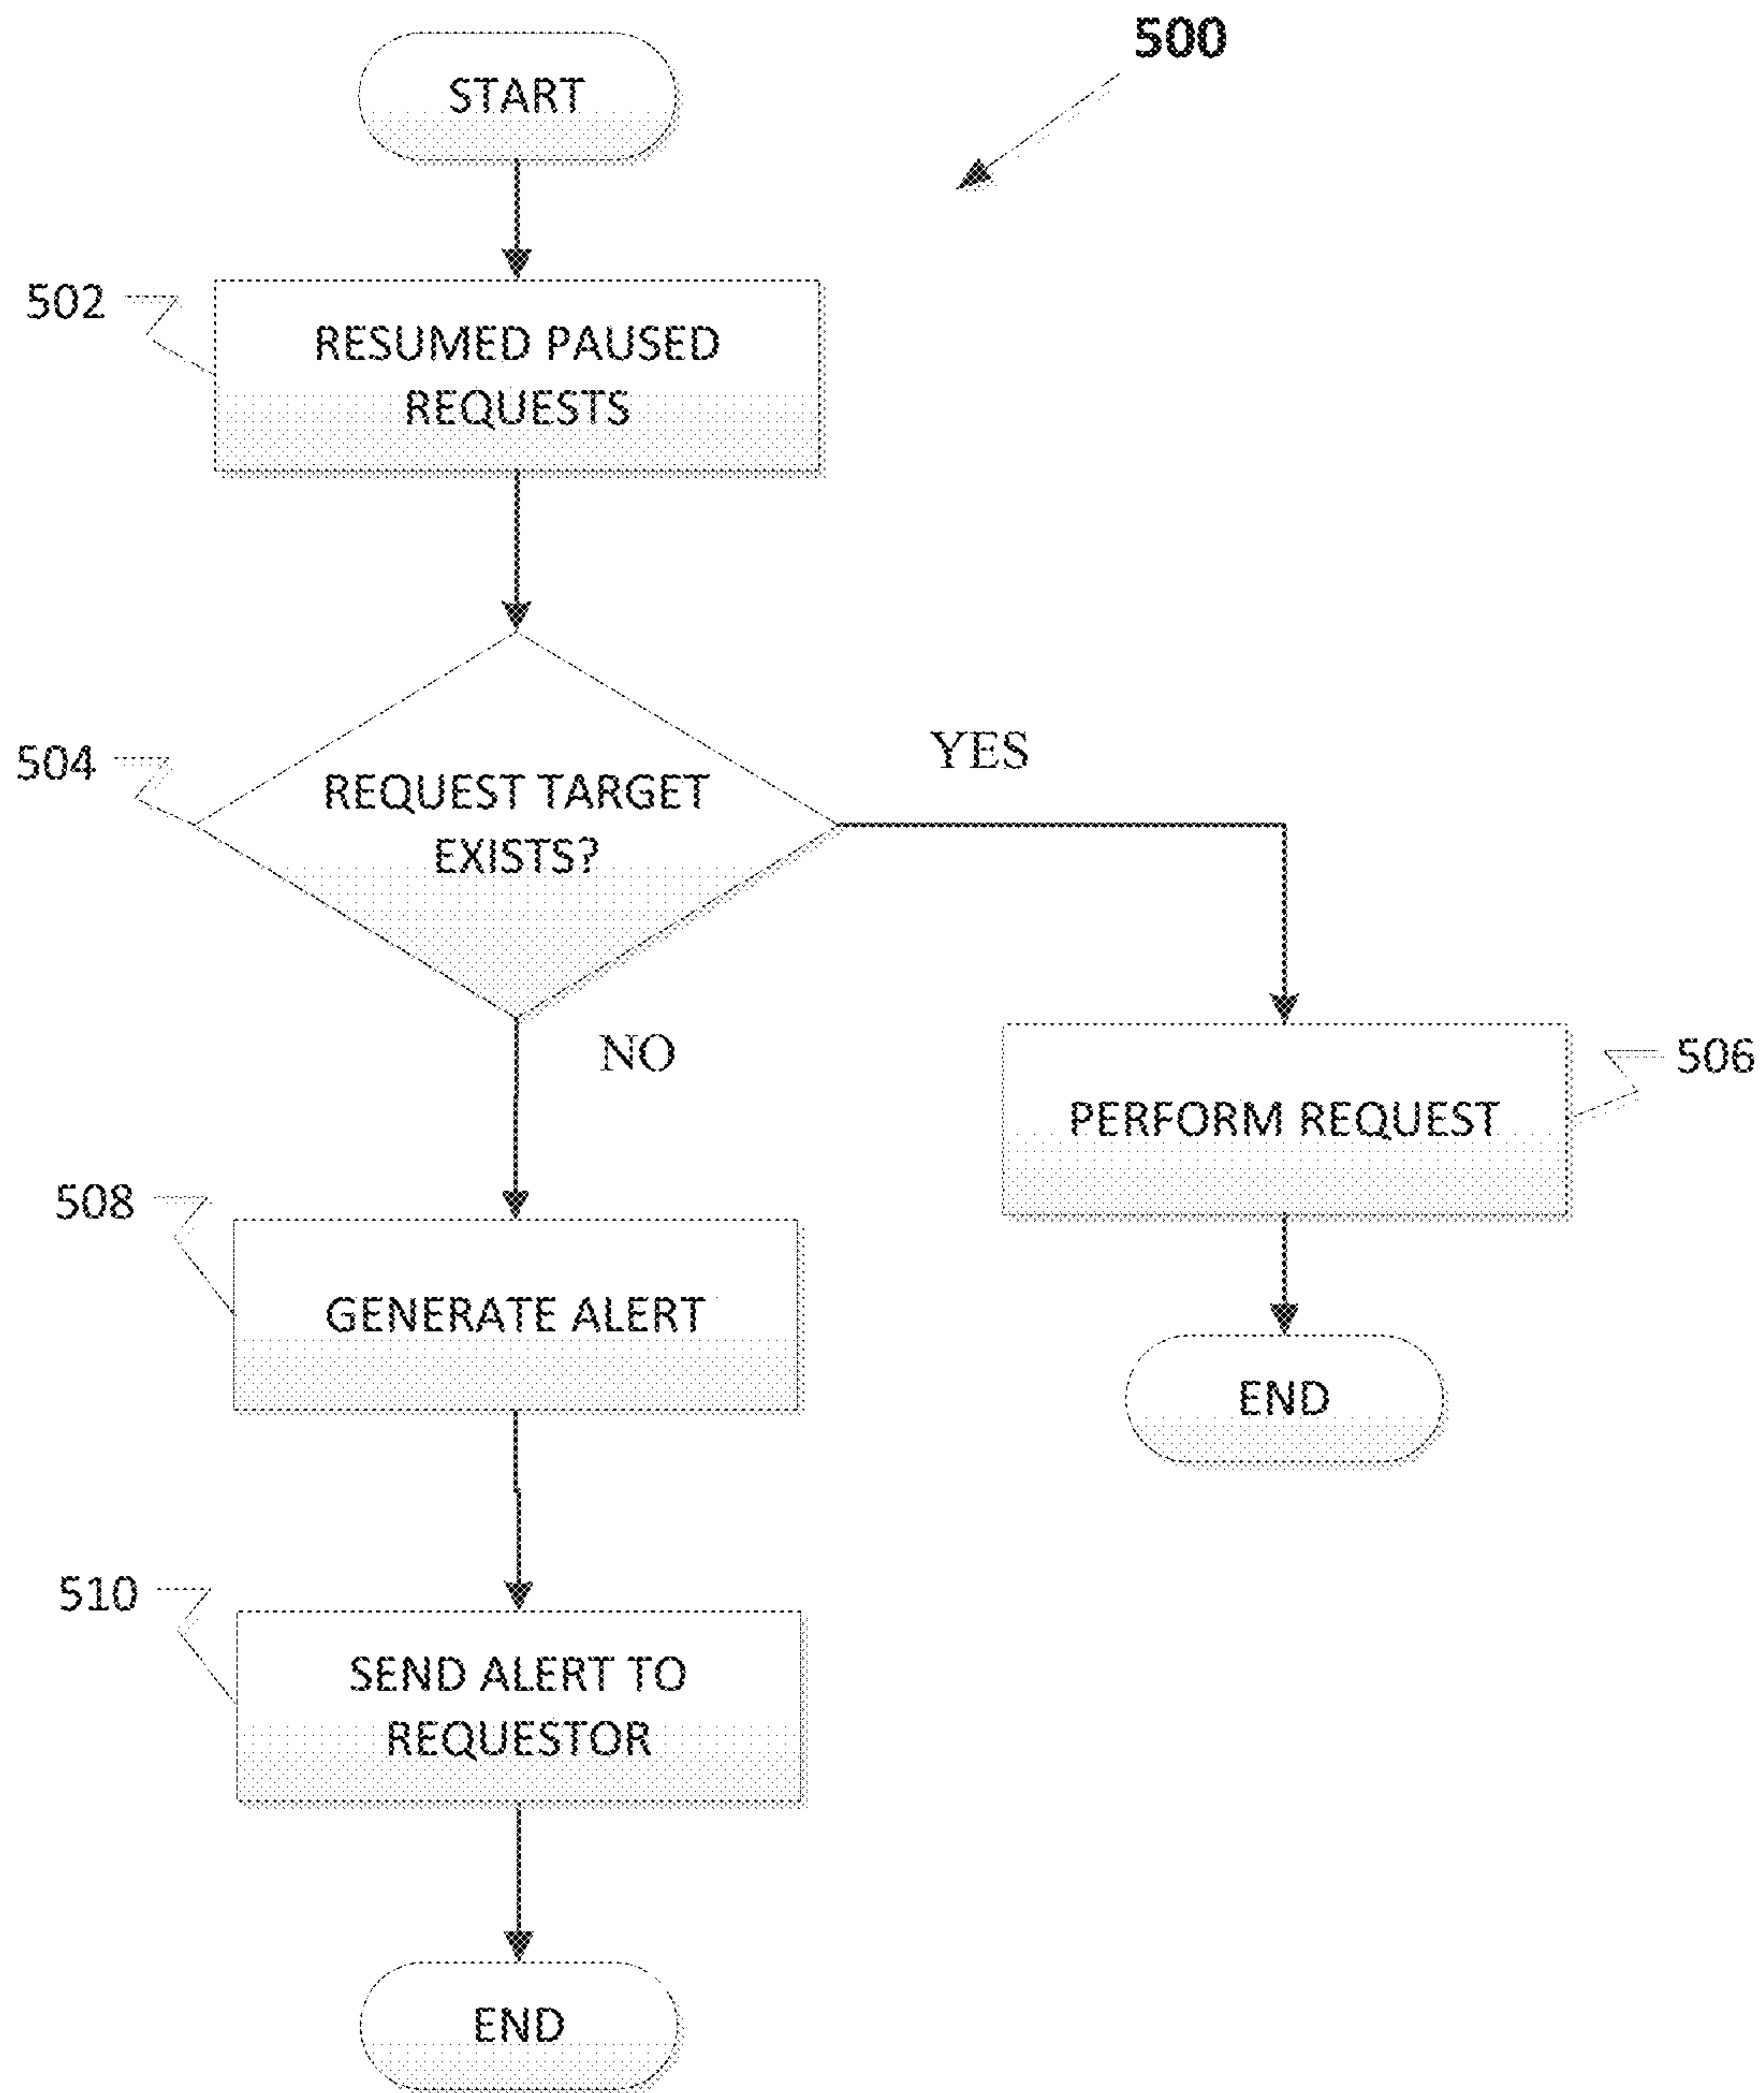 500
START
502
RESUMED PAUSED
REQUESTS
504
REQUEST TARGET
EXISTS?
YES
NO
506
PERFORM REQUEST
508
GENERATE ALERT
END
510
SEND ALERT TO
REQUESTOR
END